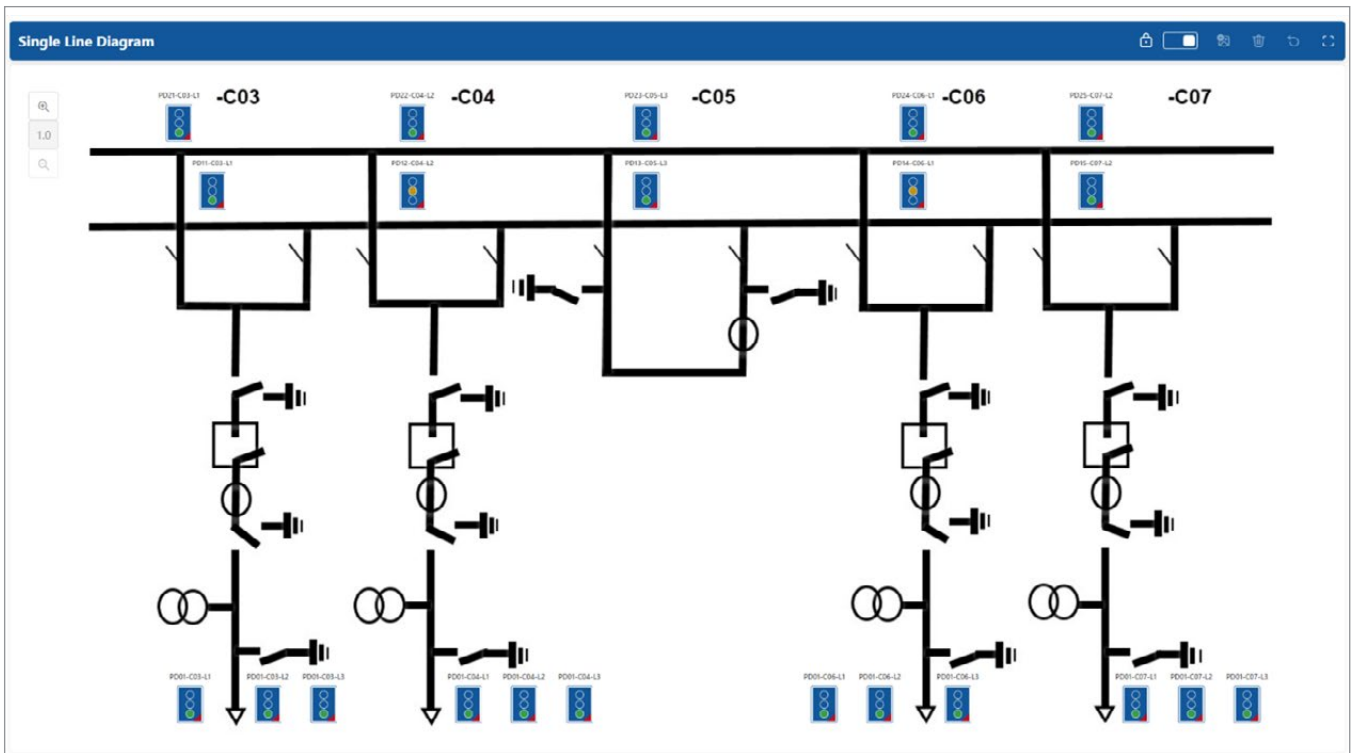 Single Line Diagram
PD21-C03-L1 -C03 PD22-C04-L2 -C04 PD23-C05-L3 -C05 PD24-C06-L1 -C06 PD25-C07-L2 -C07
1.0
PD11-C03-L1 PD12-C04-L2 PD13-C05-L3 PD14-C06-L1 PD15-C07-L2
PD01-C03-L1 PD01-C03-L2 PD01-C03-L3 PD01-C04-L1 PD01-C04-L2 PD01-C04-L3 PD01-C06-L1 PD01-C06-L2 PD01-C06-L3 PD01-C07-L1 PD01-C07-L2 PD01-C07-L3